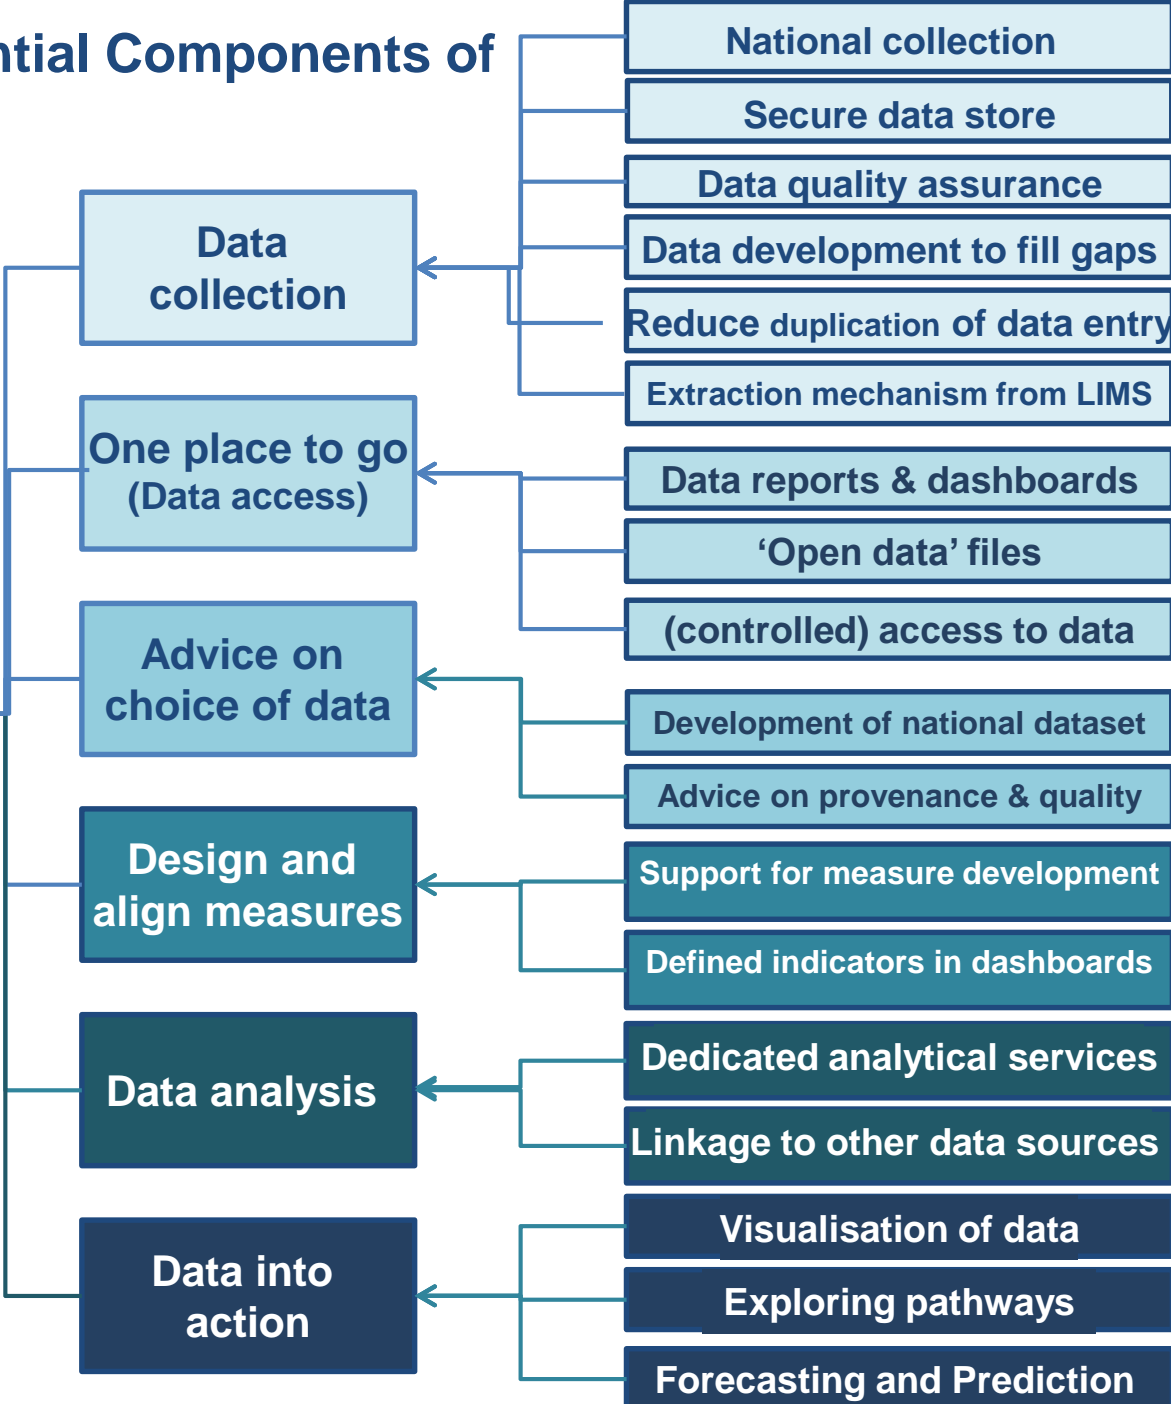 ntial Components of
National collection
Secure data store
Data quality assurance
Data development to fill gaps
Reduce duplication of data entry
Extraction mechanism from LIMS
Data
collection
One place to go
(Data access)
Data reports & dashboards
‘Open data’ files
(controlled) access to data
Advice on
choice of data
Development of national dataset
Advice on provenance & quality
Design and
align measures
Support for measure development
Defined indicators in dashboards
Data analysis
Dedicated analytical services
Linkage to other data sources
Data into
action
Visualisation of data
Exploring pathways
Forecasting and Prediction